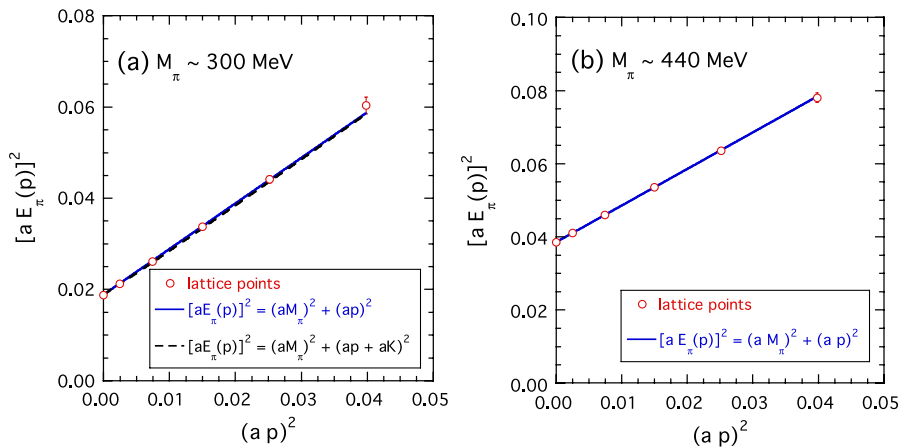 (a) M_π ~ 300 MeV
[a E_π(p)]^2
0.08
0.06
0.04
0.02
0.00
lattice points
[aE_π(p)]^2 = (aM_π)^2 + (ap)^2
[aE_π(p)]^2 = (aM_π)^2 + (ap + aK)^2
0.00 0.01 0.02 0.03 0.04 0.05
(a p)^2
(b) M_π ~ 440 MeV
[a E_π(p)]^2
0.10
0.08
0.06
0.04
0.02
0.00
lattice points
[a E_π(p)]^2 = (a M_π)^2 + (a p)^2
0.00 0.01 0.02 0.03 0.04 0.05
(a p)^2